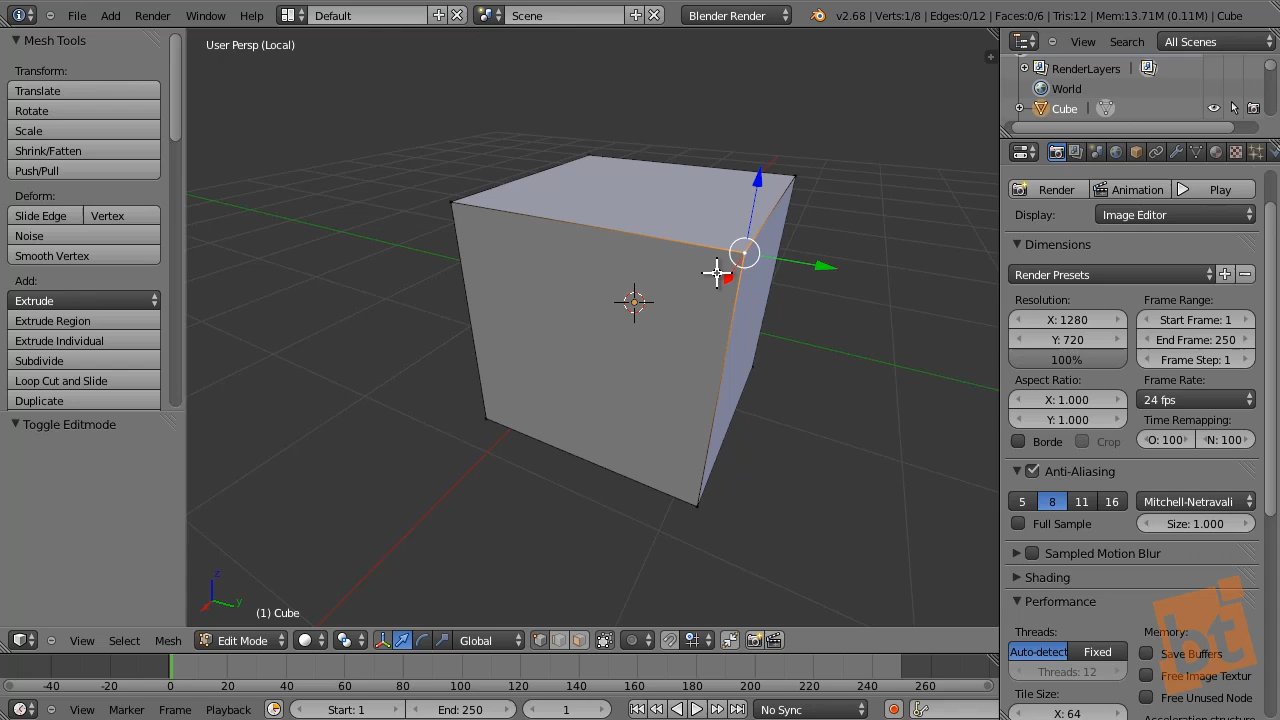 File Add Render Window Help Default Scene Blender Render v2.68 | Verts:1/8 | Edges:0/12 | Faces:0/6 | Tris:12 | Mem:13.71M (0.11M) | Cube
Mesh Tools
Transform:
Translate
Rotate
Scale
Shrink/Fatten
Push/Pull
Deform:
Slide Edge Vertex
Noise
Smooth Vertex
Add:
Extrude
Extrude Region
Extrude Individual
Subdivide
Loop Cut and Slide
Duplicate
Toggle Editmode
User Persp (Local)
z
y
(1) Cube
View Select Mesh Edit Mode Global
-40 -20 0 20 40 60 80 100 120 140 160 180 200 220 240 260
View Marker Frame Playback Start: 1 End: 250 1 No Sync
View Search All Scenes
RenderLayers |
World
Cube |
Render Animation Play
Display: Image Editor
Dimensions
Render Presets
Resolution: Frame Range:
X: 1280 Start Frame: 1
Y: 720 End Frame: 250
100% Frame Step: 1
Aspect Ratio: Frame Rate:
X: 1.000 24 fps
Y: 1.000 Time Remapping:
Borde Crop O: 100 N: 100
Anti-Aliasing
5 8 11 16 Mitchell-Netravali
Full Sample Size: 1.000
Sampled Motion Blur
Shading
Performance
Threads: Memory:
Auto-detect Fixed Save Buffers
Threads: 12 Free Image Textur
Tile Size: Free Unused Node
X: 64 Acceleration structure
bt